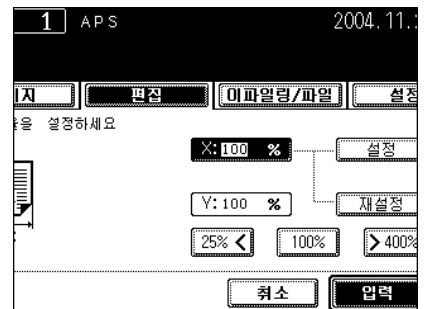 1 APS 2004.11.
지 편집 이파일링/파일 설정
을 설정하세요
X:100 % 설정
Y:100 % 재설정
25% < 100% > 400%
취소 입력